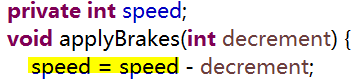 private int speed;
void applyBrakes(int decrement) {
speed = speed - decrement;